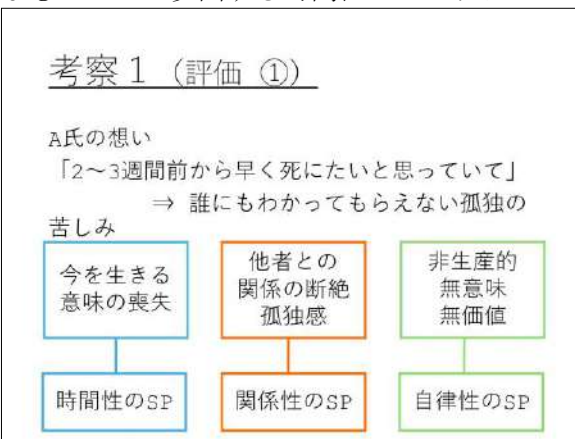 考察1（評価 ①）
A氏の想い
「2～3週間前から早く死にたいと思っていて」
⇒ 誰にもわかってもらえない孤独の
苦しみ
今を生きる
意味の喪失
他者との
関係の断絶
孤独感
非生産的
無意味
無価値
時間性のSP
関係性のSP
自律性のSP